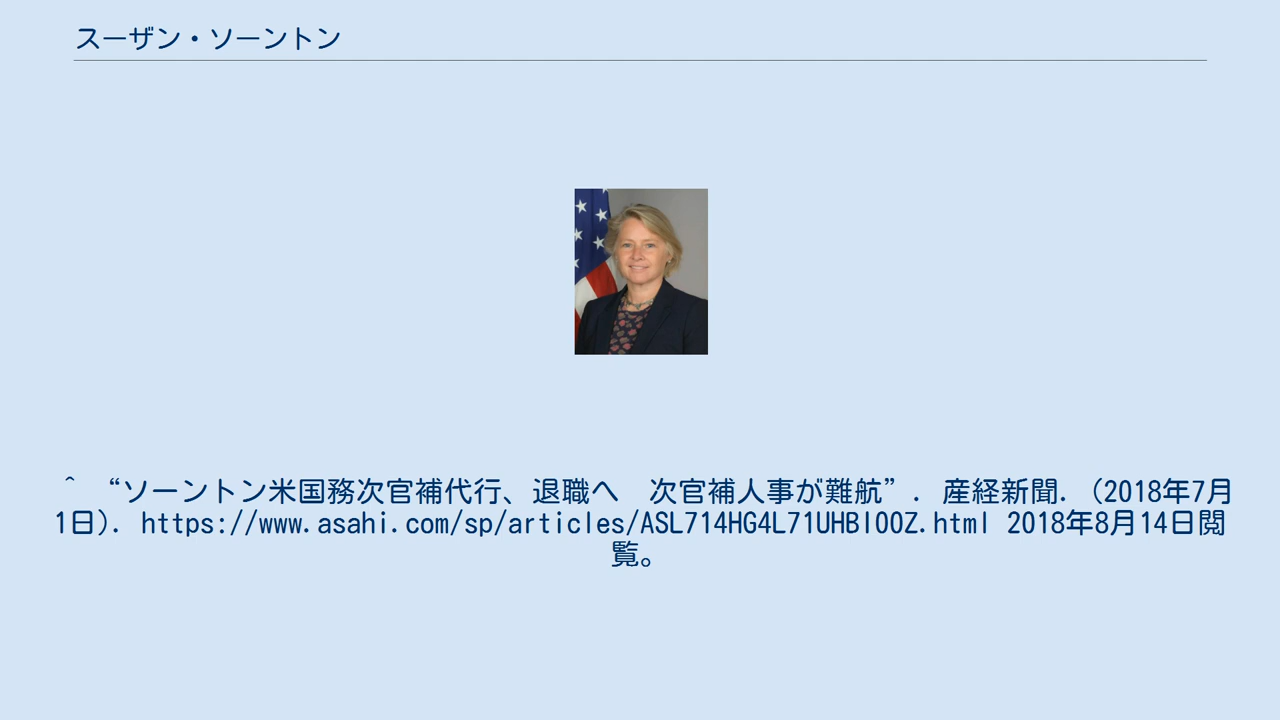 スーザン・ソーントン
^ “ソーントン米国務次官補代行、退職へ　次官補人事が難航”. 産経新聞. (2018年7月
1日). https://www.asahi.com/sp/articles/ASL714HG4L71UHBI00Z.html 2018年8月14日閲
覧。